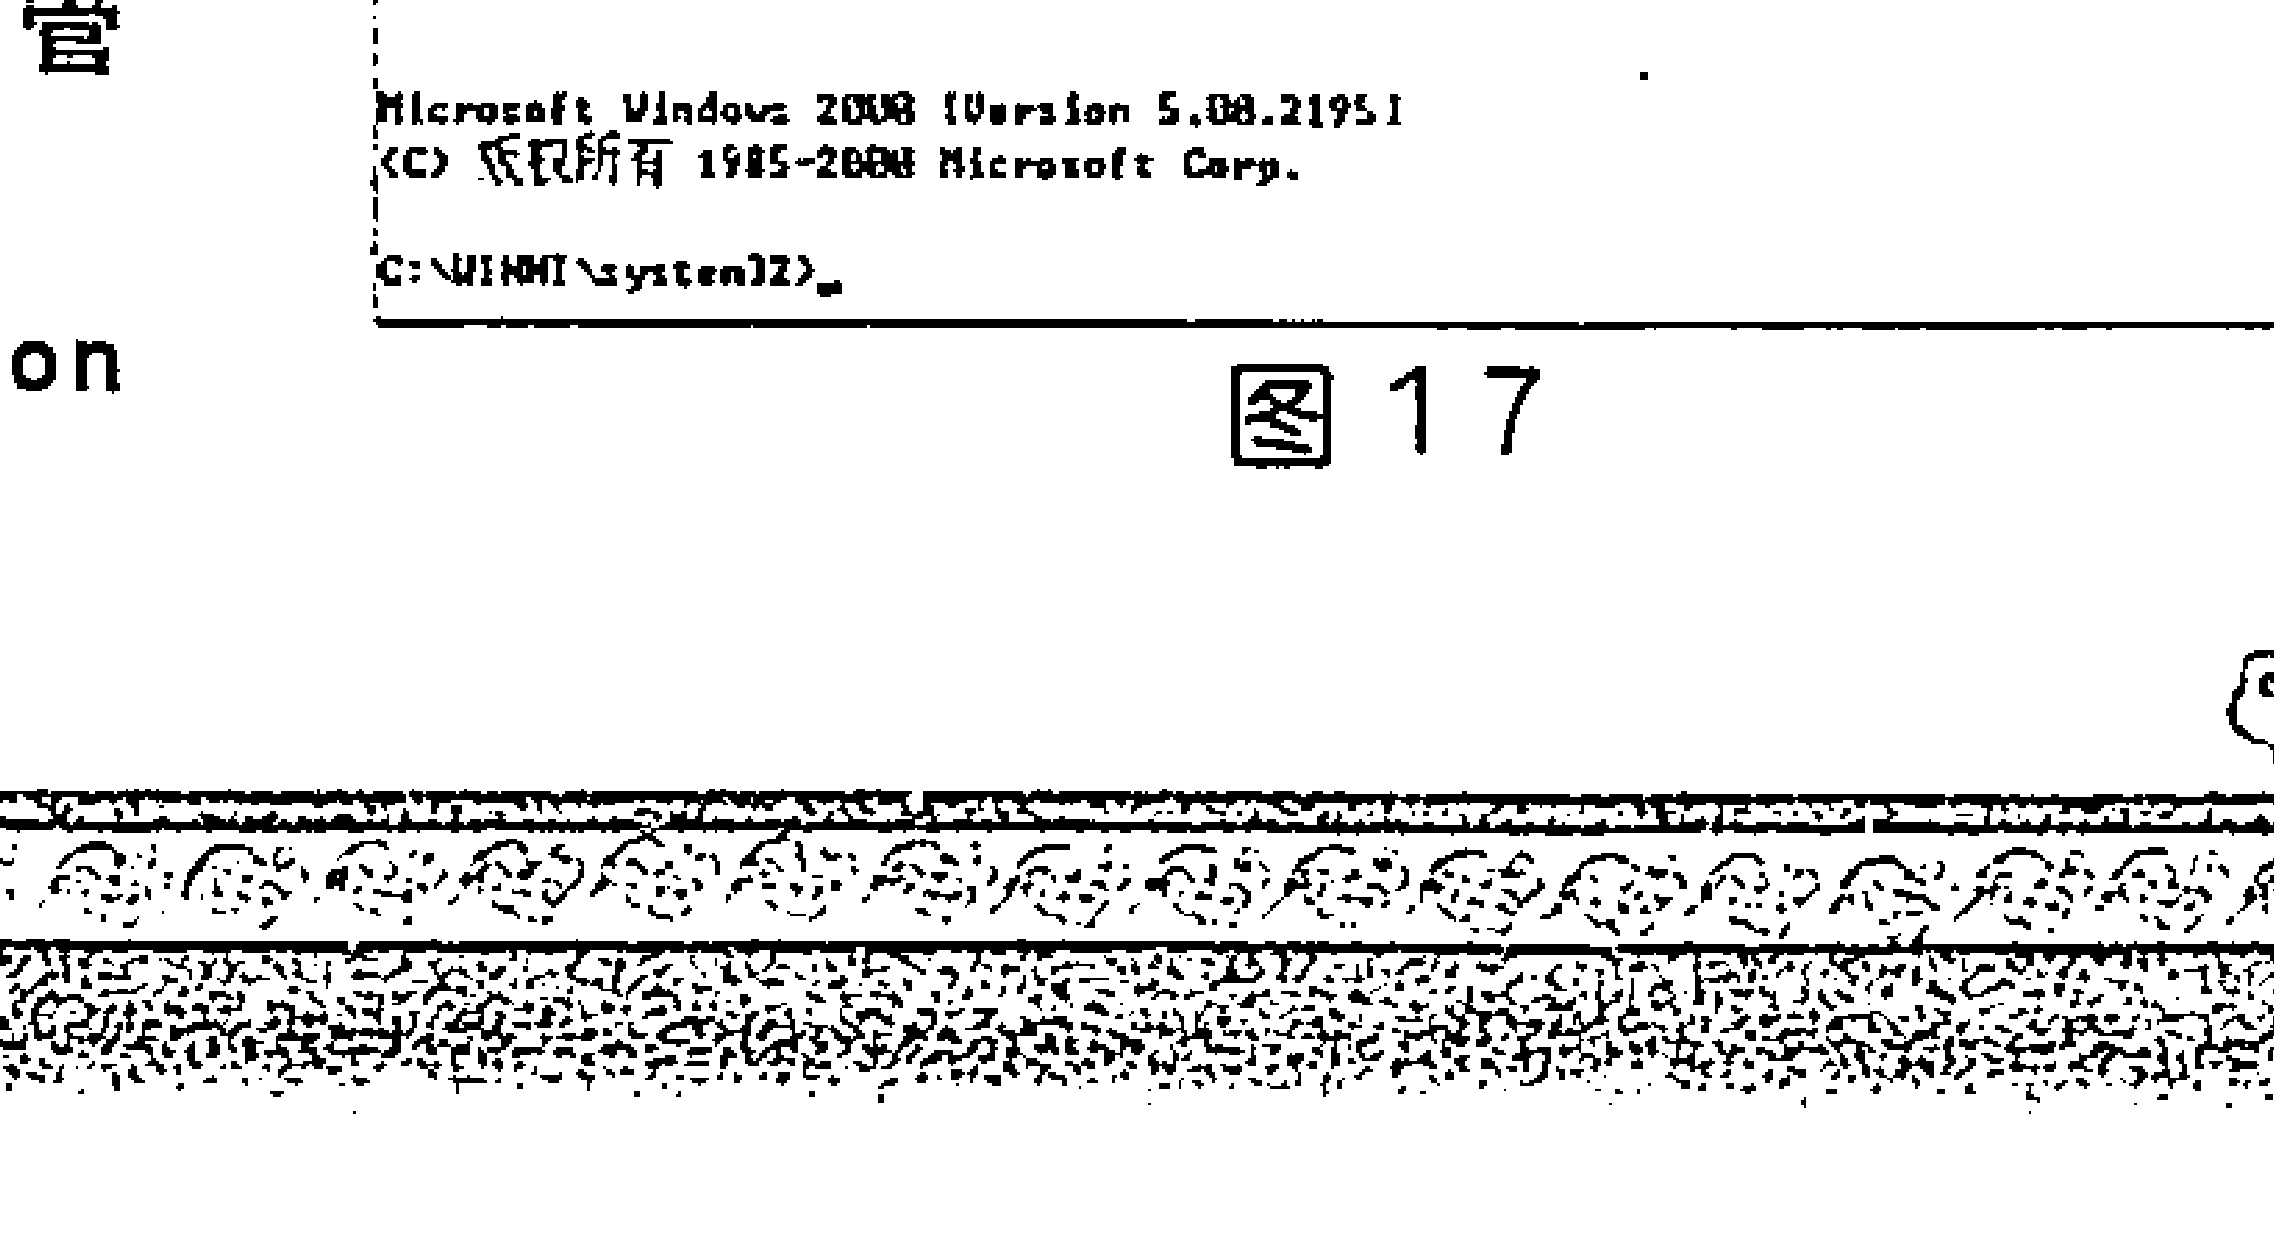 管
Microsoft Windows 2000 [Version 5.00.2195]
(C) 版权所有 1985-2000 Microsoft Corp.
C:\WINNT\system32>_
on
图 17